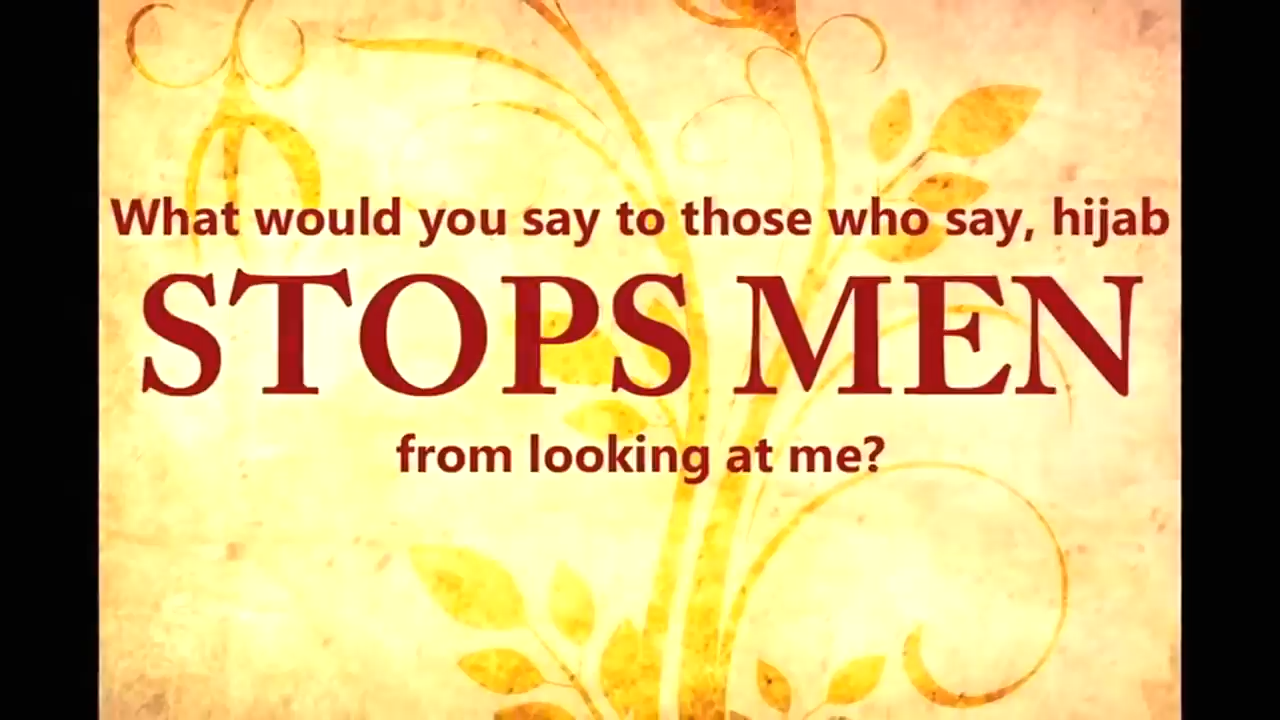 What would you say to those who say, hijab
STOPS MEN
from looking at me?